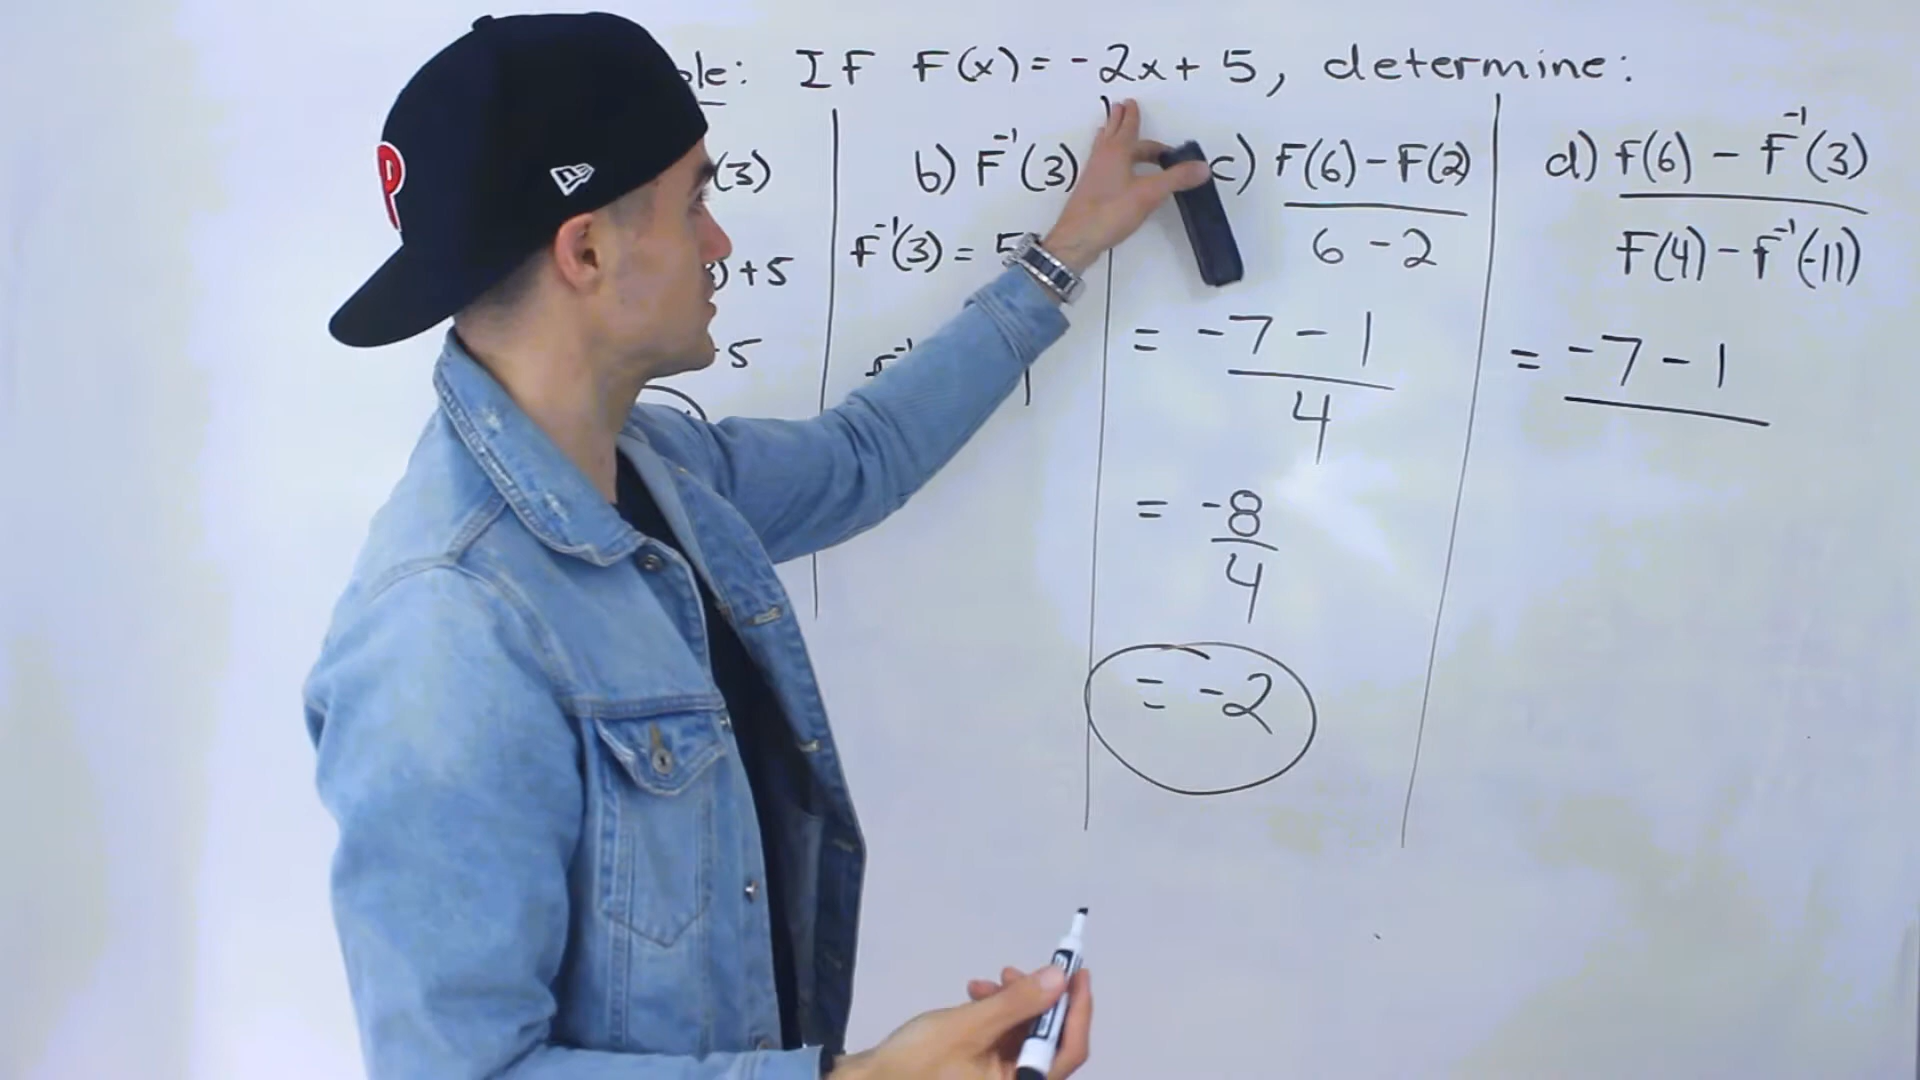 If F(x) = -2x + 5, determine:
(3)
) + 5
5
b) F⁻¹(3)
F⁻¹(3) = 5
c) F(6) - F(2)
6 - 2
= -7 - 1
4
= -8
4
= -2
d) F(6) - F⁻¹(3)
F(4) - F⁻¹(-11)
= -7 - 1
P